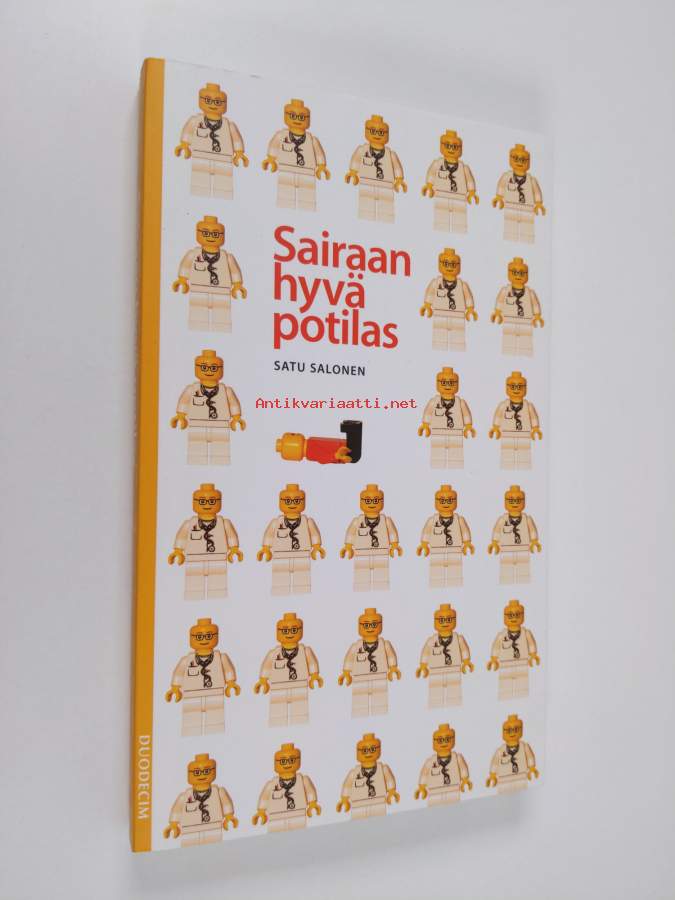 Sairaan
hyvä
potilas
SATU SALONEN
Antikvariaatti.net
DUODECIM